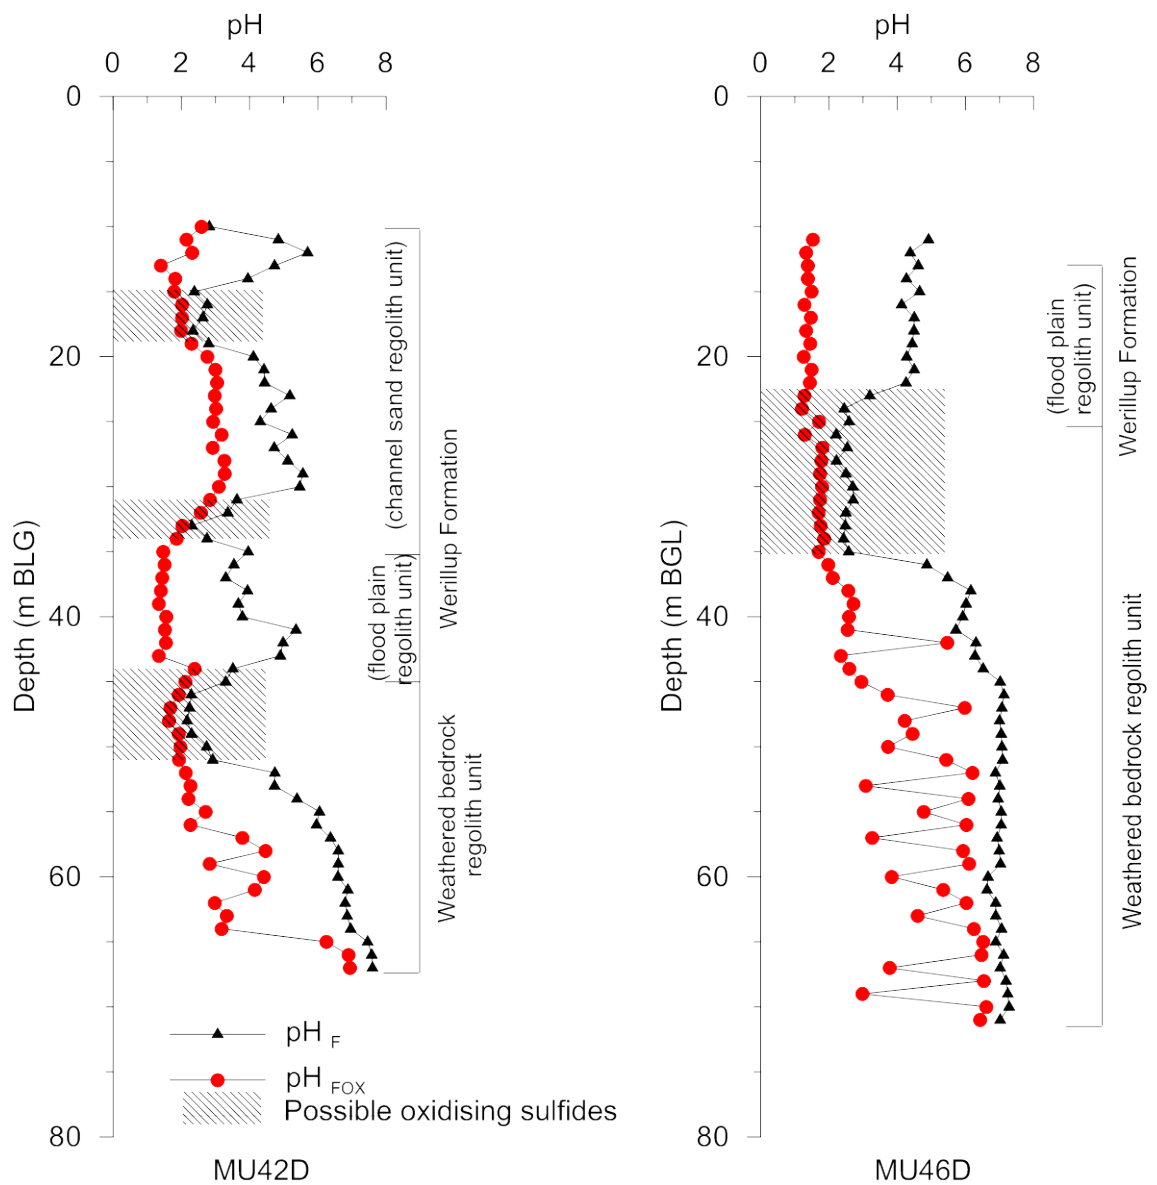 pH
0 2 4 6 8
0
20
40
60
80
Depth (m BLG)
(channel sand regolith unit)
Werillup Formation
(flood plain
regolith unit)
Weathered bedrock
regolith unit
pH F
pH FOX
Possible oxidising sulfides
MU42D
pH
0 2 4 6 8
0
20
40
60
80
Depth (m BGL)
(flood plain
regolith unit)
Werillup Formation
Weathered bedrock regolith unit
MU46D